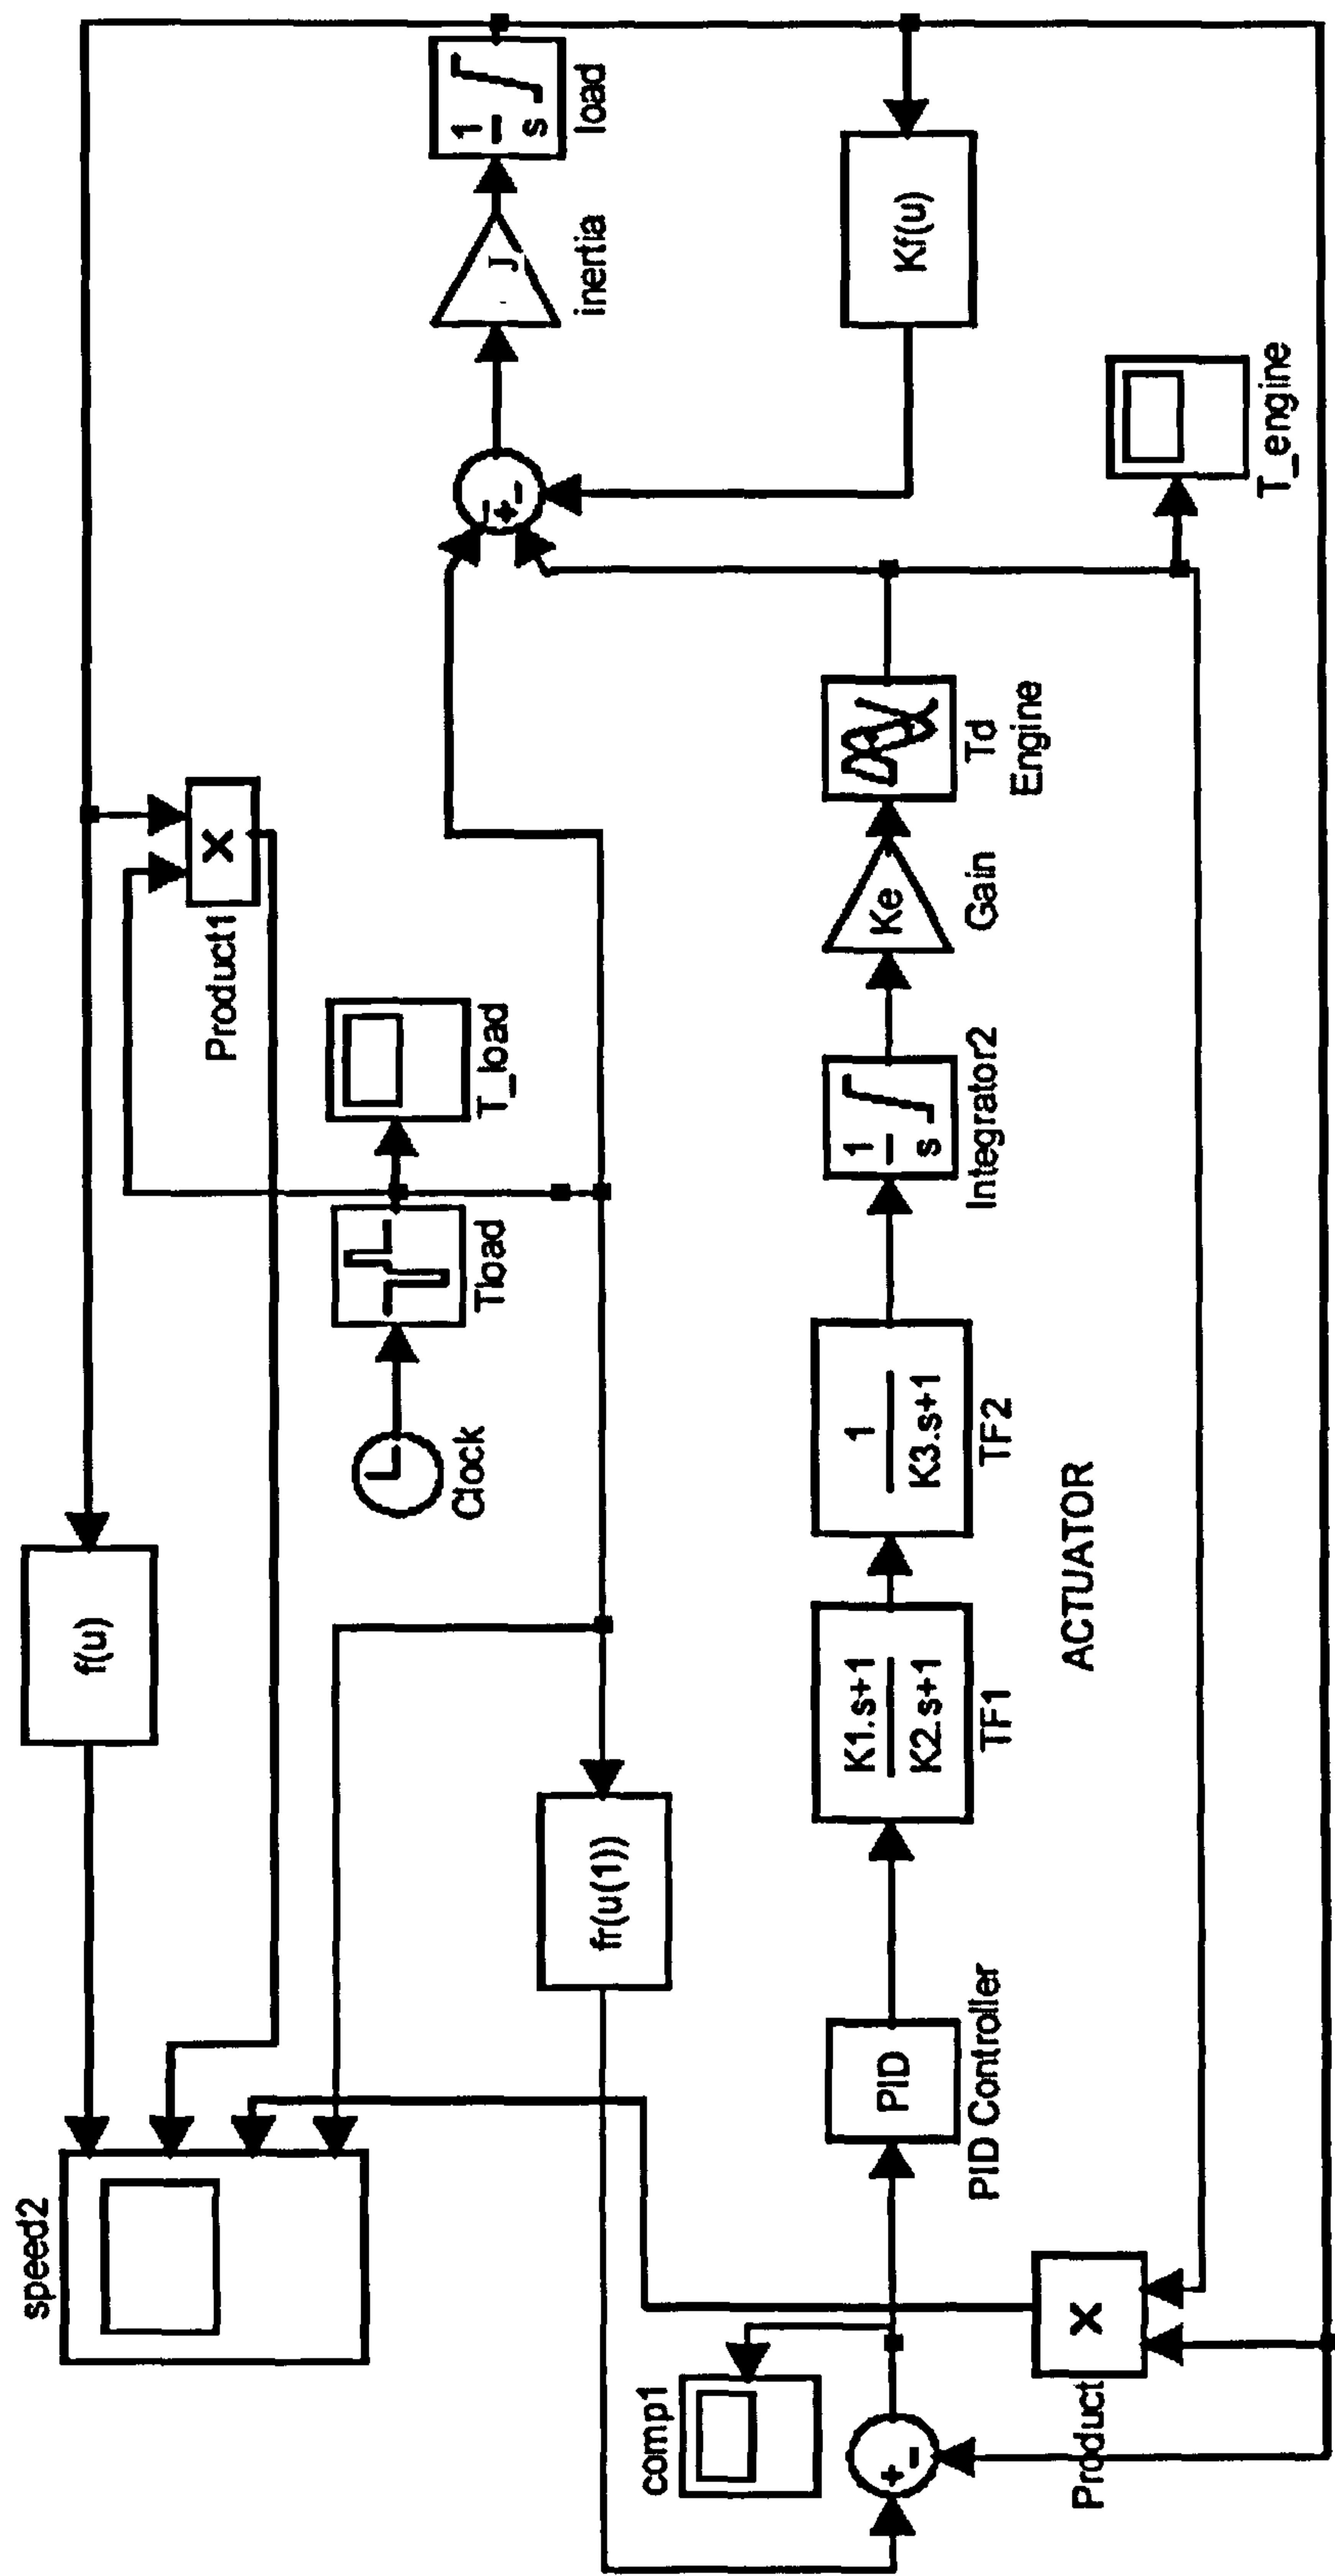 speed2
f(u)
Product1
X
1
s
load
J
inertia
T_load
Tload
Clock
fr(u(1))
Kf(u)
comp1
+
-
PID
PID Controller
K1.s+1
K2.s+1
TF1
1
K3.s+1
TF2
ACTUATOR
1
s
Integrator2
Ke
Gain
Td
Engine
-
+
-
T_engine
X
Product